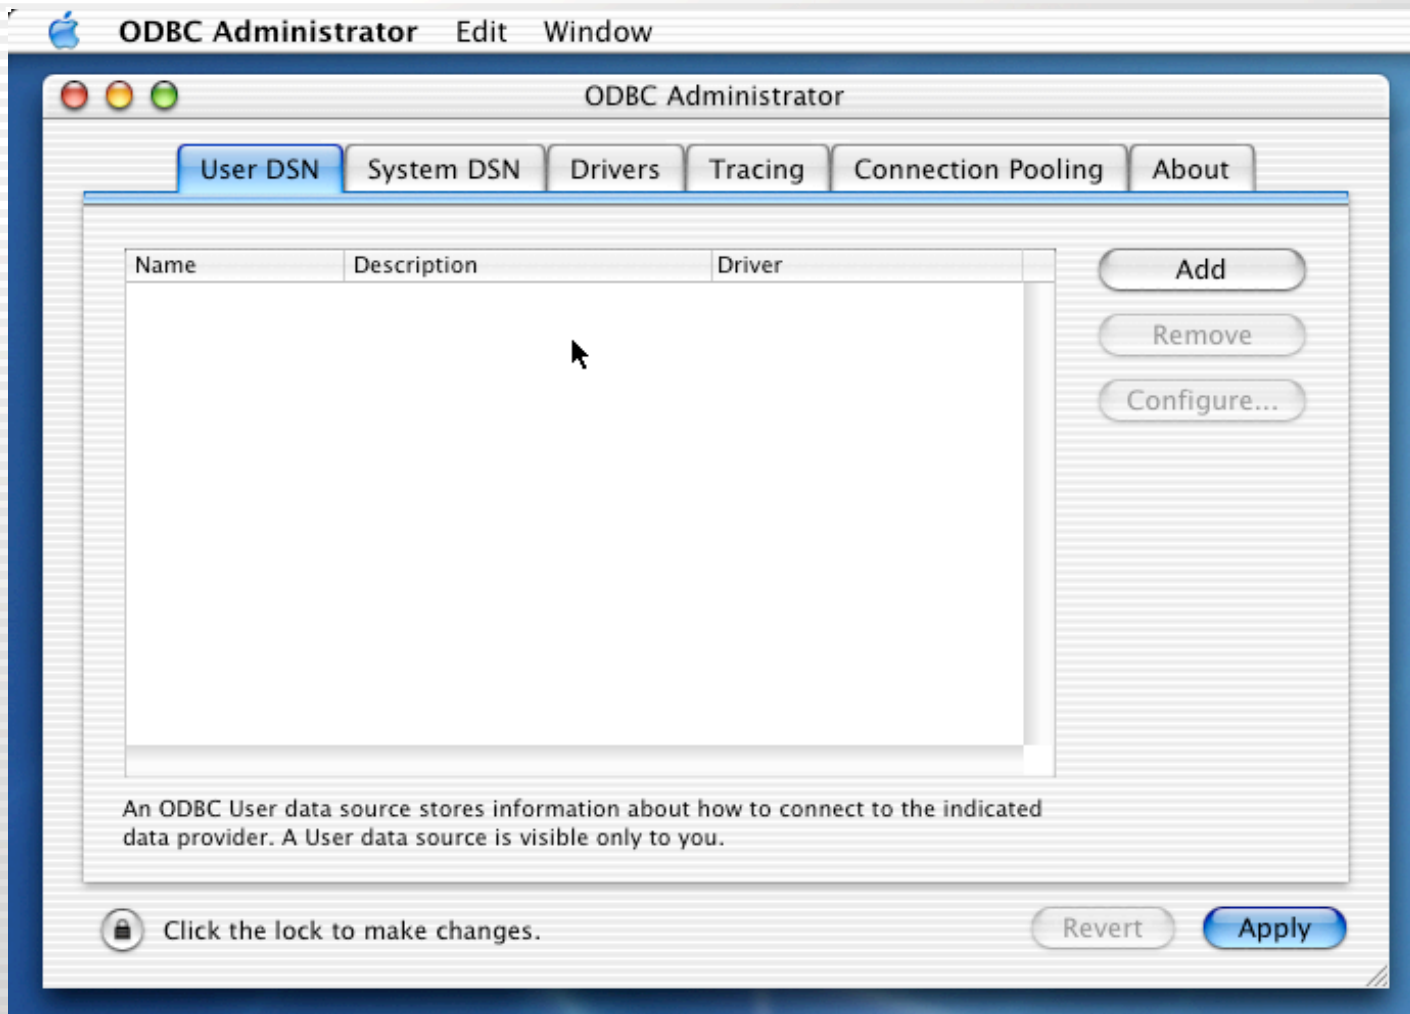 ODBC Administrator Edit Window
ODBC Administrator
User DSN System DSN Drivers Tracing Connection Pooling About
Name Description Driver
Add
Remove
Configure...
An ODBC User data source stores information about how to connect to the indicated
data provider. A User data source is visible only to you.
Click the lock to make changes.
Revert Apply